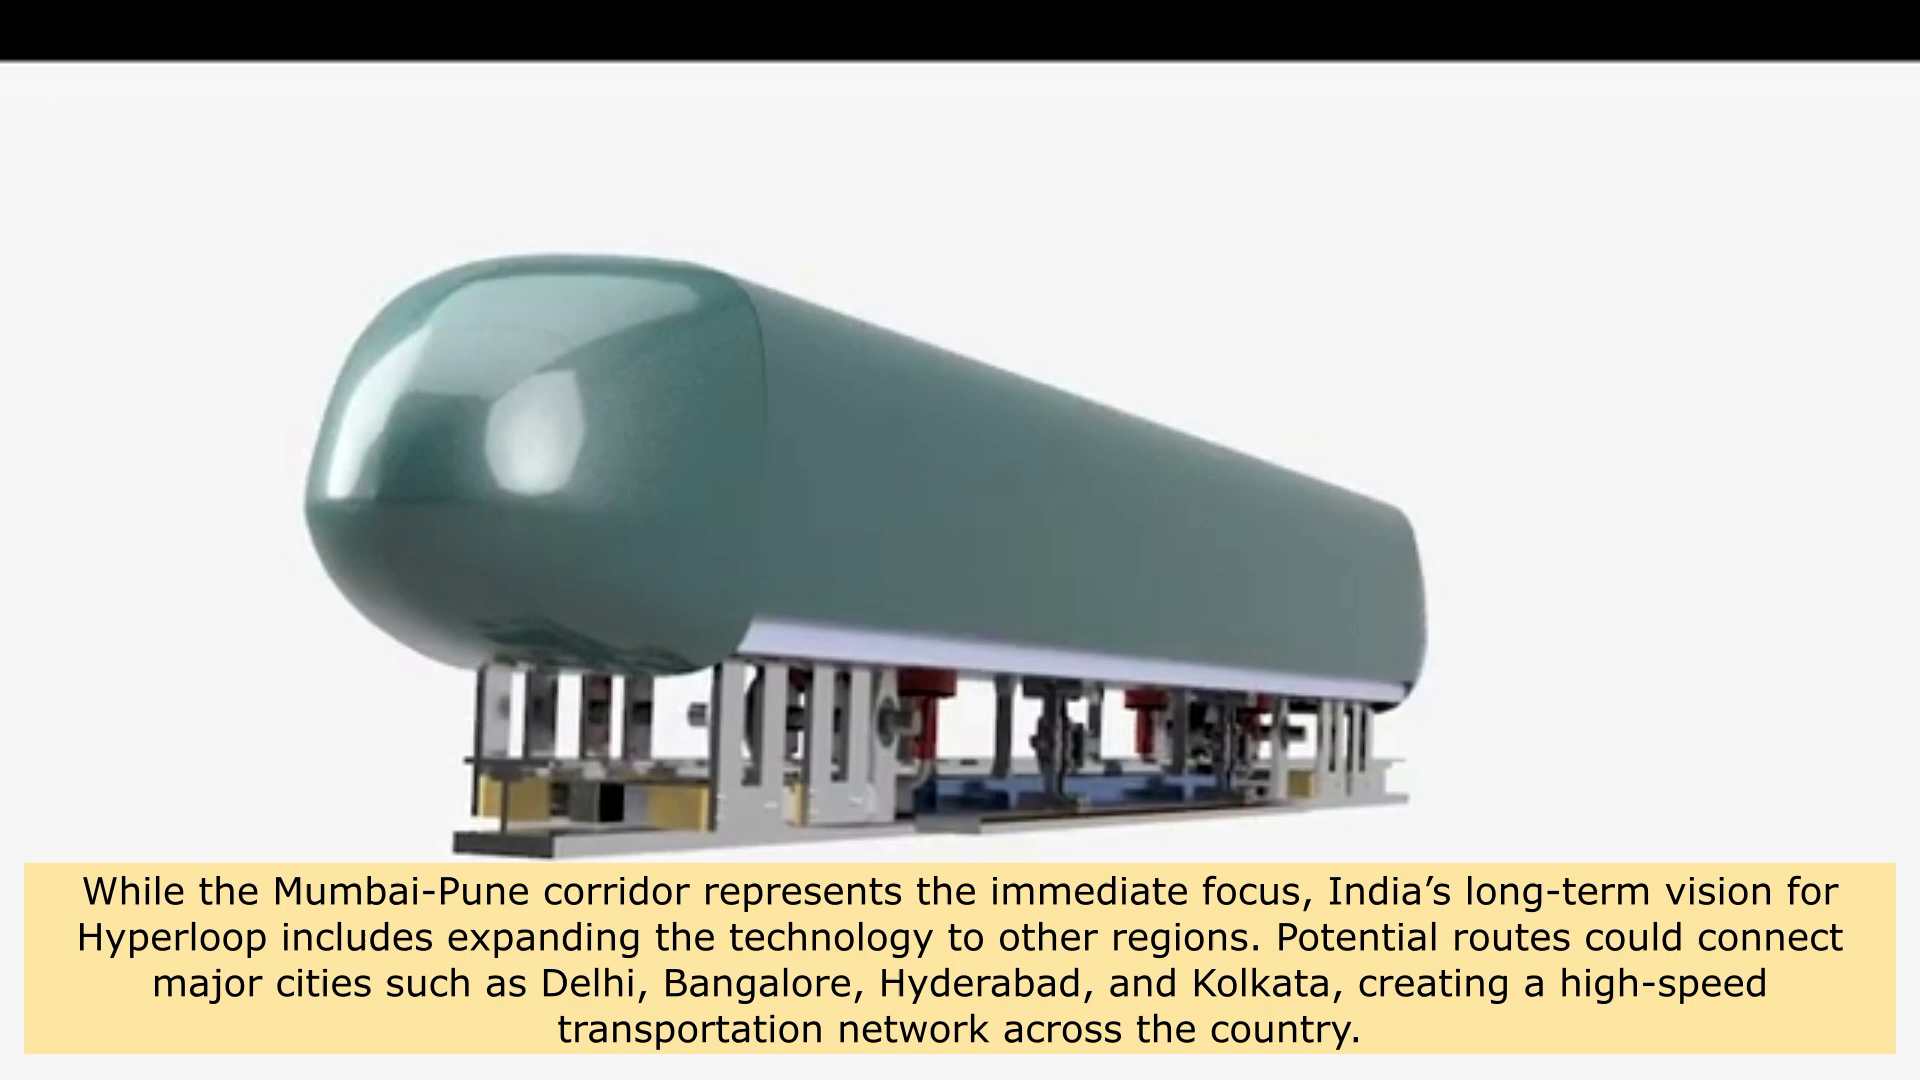 While the Mumbai-Pune corridor represents the immediate focus, India’s long-term vision for
Hyperloop includes expanding the technology to other regions. Potential routes could connect
major cities such as Delhi, Bangalore, Hyderabad, and Kolkata, creating a high-speed
transportation network across the country.